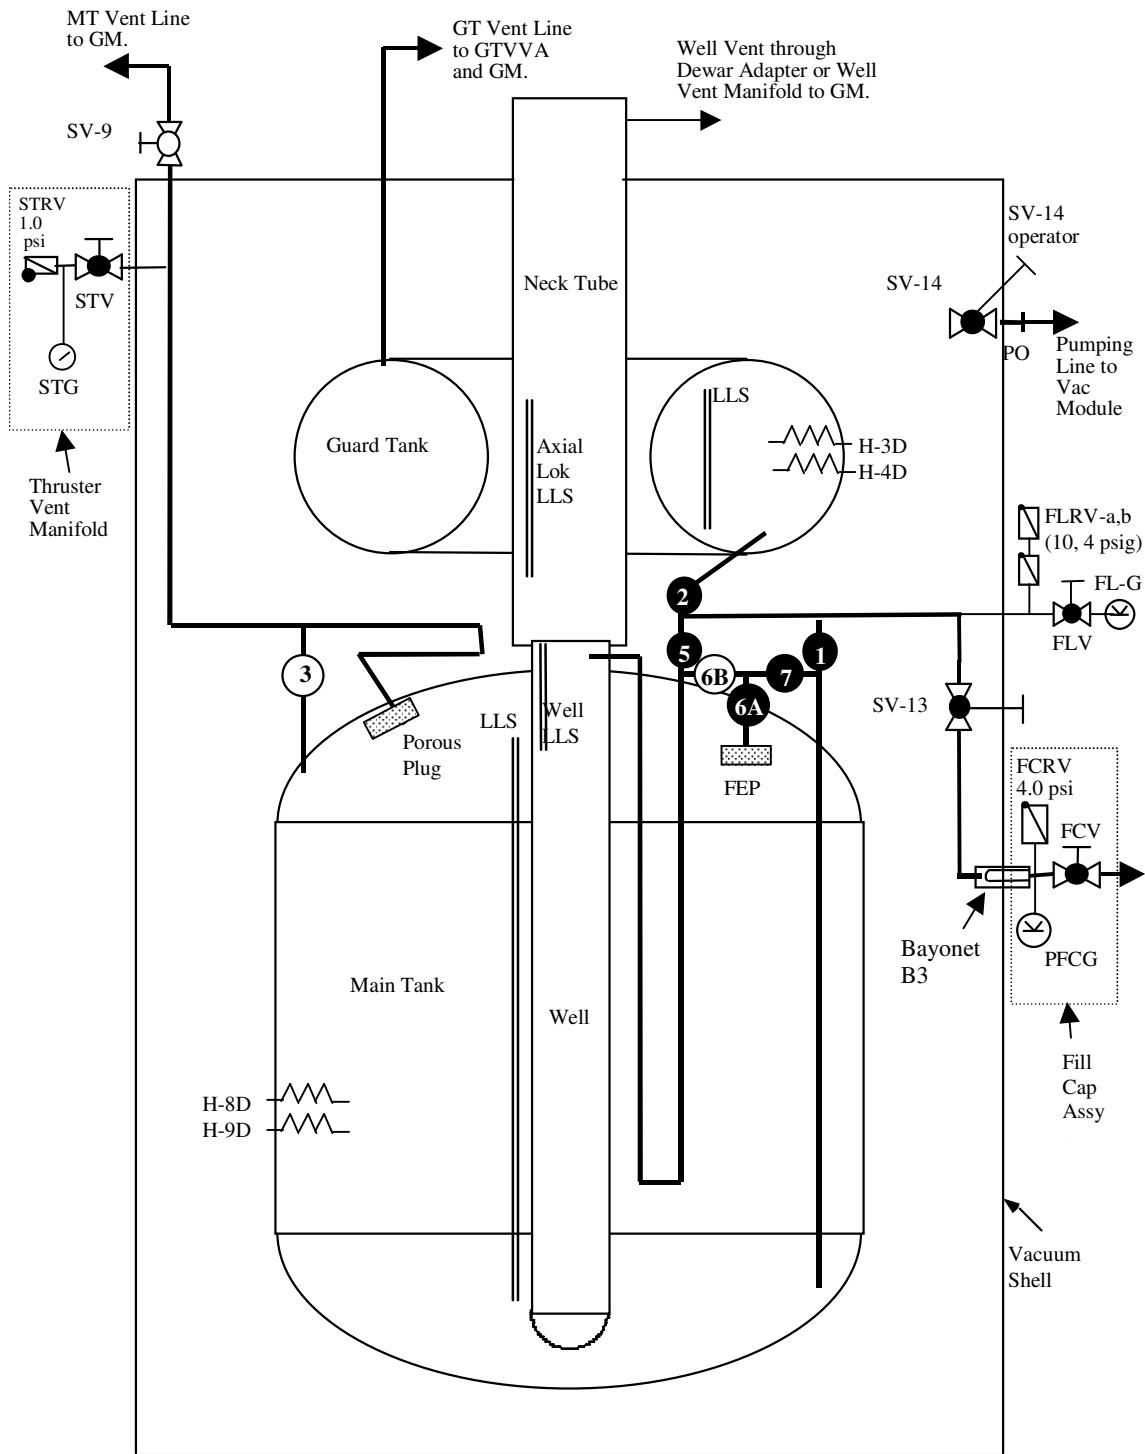 MT Vent Line
to GM.
GT Vent Line
to GTVVA
and GM.
Well Vent through
Dewar Adapter or Well
Vent Manifold to GM.
SV-9
STRV
1.0
psi
STV
STG
Thruster
Vent
Manifold
Neck Tube
SV-14
operator
SV-14
PO
Pumping
Line to
Vac
Module
Guard Tank
Axial
Lok
LLS
LLS
H-3D
H-4D
FLRV-a,b
(10, 4 psig)
FL-G
FLV
2
5
1
3
6B
7
6A
SV-13
LLS
Well
LLS
Porous
Plug
FEP
FCRV
4.0 psi
FCV
Bayonet
B3
PFCG
Main Tank
Well
Fill
Cap
Assy
H-8D
H-9D
Vacuum
Shell